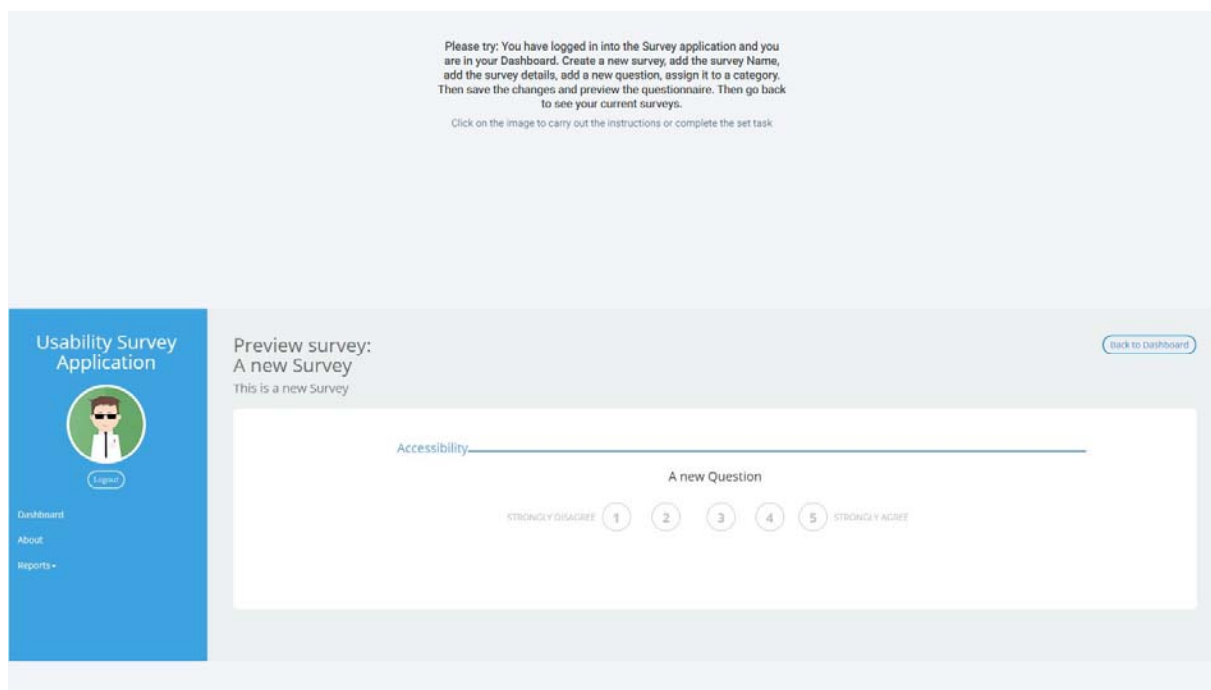 Please try: You have logged in into the Survey application and you
are in your Dashboard. Create a new survey, add the survey Name,
add the survey details, add a new question, assign it to a category.
Then save the changes and preview the questionnaire. Then go back
to see your current surveys.
Click on the image to carry out the instructions or complete the set task
Usability Survey
Application
Logout
Dashboard
About
Reports
Preview survey:
A new Survey
This is a new Survey
Back to Dashboard
Accessibility
A new Question
STRONGLY DISAGREE 1 2 3 4 5 STRONGLY AGREE